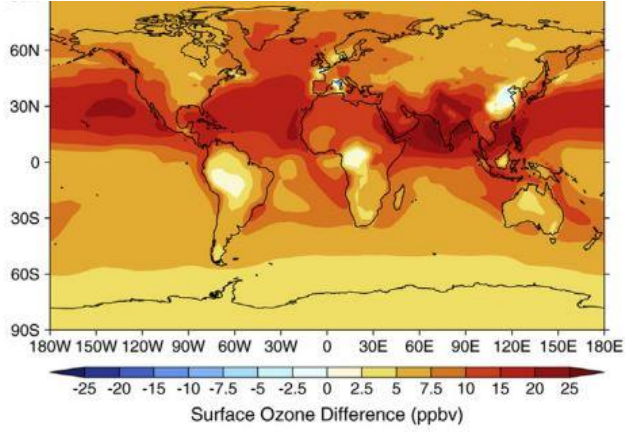 60N
30N
0
30S
60S
90S
180W 150W 120W 90W 60W 30W 0 30E 60E 90E 120E 150E 180E
-25 -20 -15 -10 -7.5 -5 -2.5 0 2.5 5 7.5 10 15 20 25
Surface Ozone Difference (ppbv)